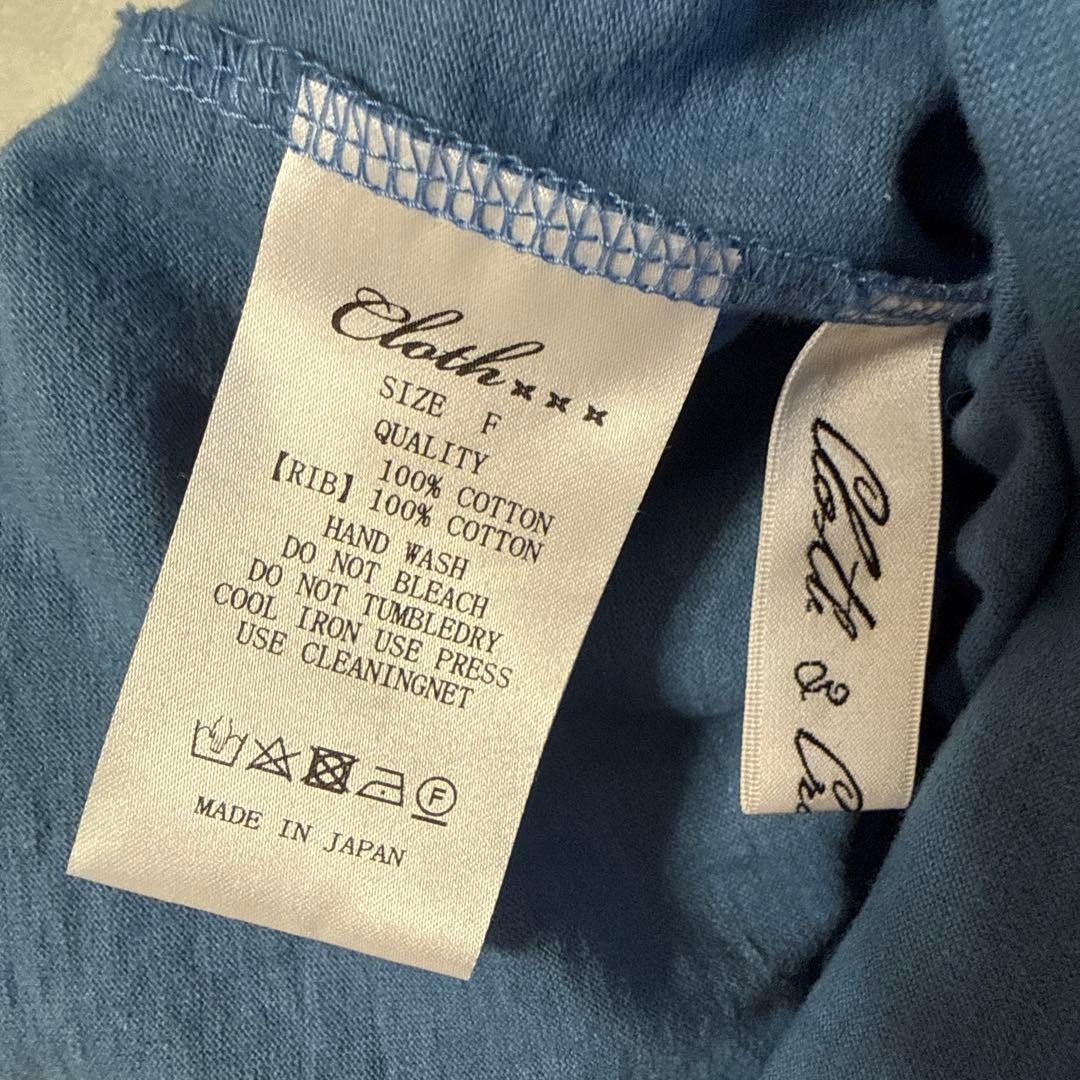 Cloth×××
SIZE F
QUALITY
100% COTTON
【RIB】100% COTTON
HAND WASH
DO NOT BLEACH
DO NOT TUMBLEDRY
COOL IRON USE PRESS
USE CLEANINGNET
F
MADE IN JAPAN
Cloth &